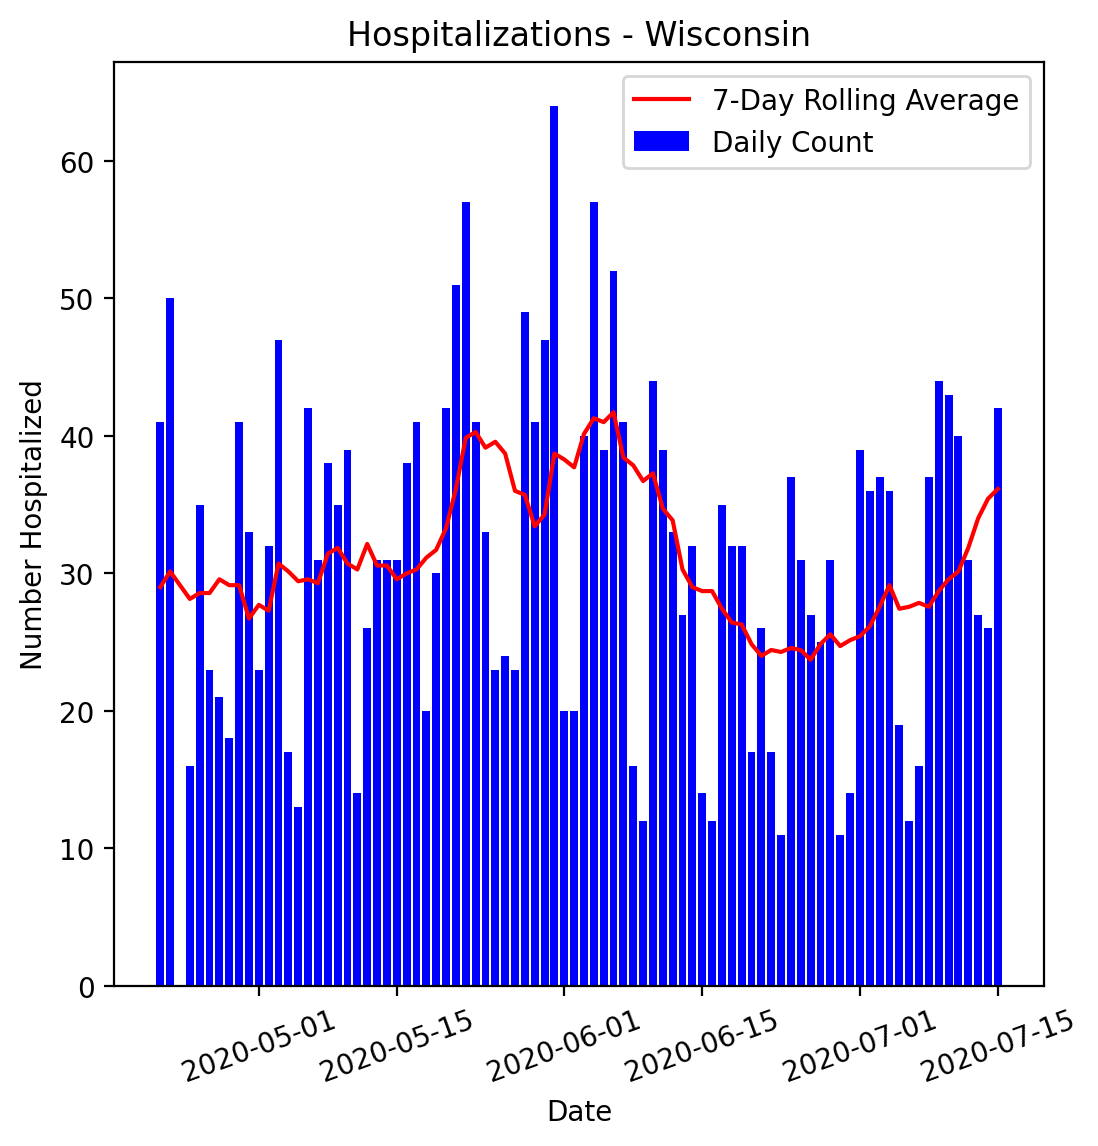 Hospitalizations - Wisconsin
7-Day Rolling Average
Daily Count
Number Hospitalized
60
50
40
30
20
10
0
2020-05-01
2020-05-15
2020-06-01
2020-06-15
2020-07-01
2020-07-15
Date